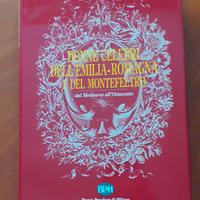 DONNE CELEBRI
DELL'EMILIA-ROMAGNA
E DEL MONTEFELTRO
dal Medioevo all'Ottocento
BPM
Banca Popolare di Milano